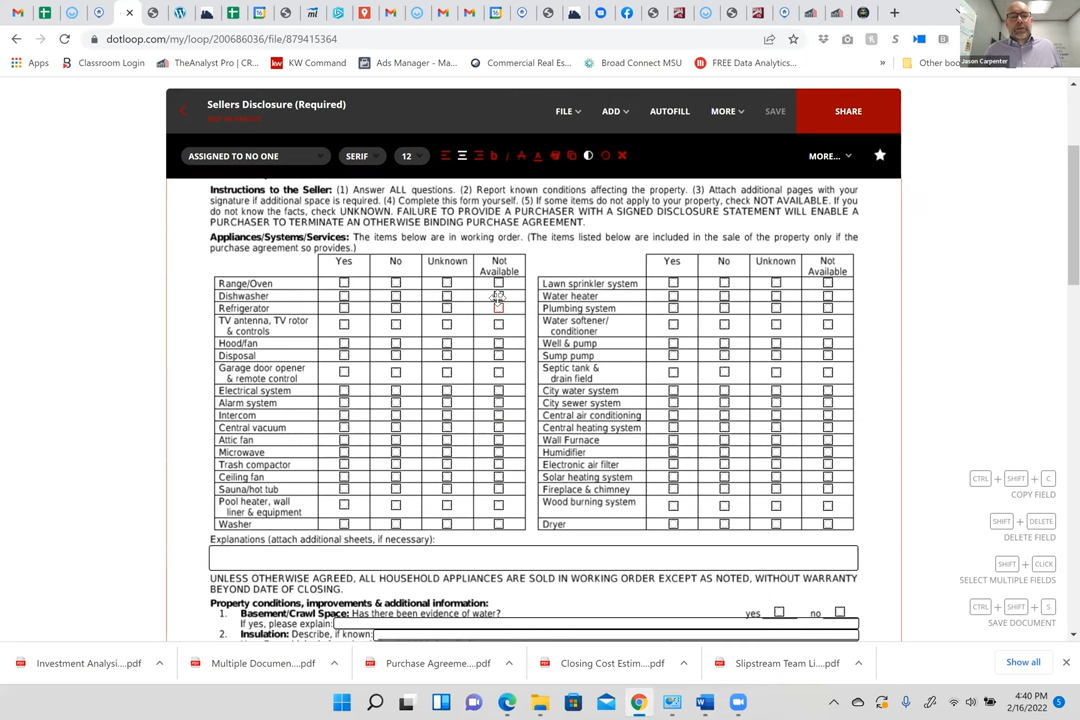 dotloop.com/my/loop/200686036/file/879415364
Jason Carpenter
Apps
Classroom Login
TheAnalyst Pro | CR...
KW Command
Ads Manager - Ma...
Commercial Real Es...
Broad Connect MSU
FREE Data Analytics...
»
Other boo
Sellers Disclosure (Required)
FILE
ADD
AUTOFILL
MORE
SAVE
SHARE
ASSIGNED TO NO ONE
SERIF
12
MORE...
Instructions to the Seller: (1) Answer ALL questions. (2) Report known conditions affecting the property. (3) Attach additional pages with your
signature if additional space is required. (4) Complete this form yourself. (5) If some items do not apply to your property, check NOT AVAILABLE. If you
do not know the facts, check UNKNOWN. FAILURE TO PROVIDE A PURCHASER WITH A SIGNED DISCLOSURE STATEMENT WILL ENABLE A
PURCHASER TO TERMINATE AN OTHERWISE BINDING PURCHASE AGREEMENT.
Appliances/Systems/Services: The items below are in working order. (The items listed below are included in the sale of the property only if the
purchase agreement so provides.)
Yes No Unknown Not Available
Range/Oven
Dishwasher
Refrigerator
TV antenna, TV rotor
& controls
Hood/fan
Disposal
Garage door opener
& remote control
Electrical system
Alarm system
Intercom
Central vacuum
Attic fan
Microwave
Trash compactor
Ceiling fan
Sauna/hot tub
Pool heater, wall
liner & equipment
Washer
Yes No Unknown Not Available
Lawn sprinkler system
Water heater
Plumbing system
Water softener/
conditioner
Well & pump
Sump pump
Septic tank &
drain field
City water system
City sewer system
Central air conditioning
Central heating system
Wall Furnace
Humidifier
Electronic air filter
Solar heating system
Fireplace & chimney
Wood burning system
Dryer
Explanations (attach additional sheets, if necessary):
UNLESS OTHERWISE AGREED, ALL HOUSEHOLD APPLIANCES ARE SOLD IN WORKING ORDER EXCEPT AS NOTED, WITHOUT WARRANTY
BEYOND DATE OF CLOSING.
Property conditions, improvements & additional information:
1. Basement/Crawl Space: Has there been evidence of water? yes no
If yes, please explain:
2. Insulation: Describe, if known:
CTRL + SHIFT + C
COPY FIELD
SHIFT + DELETE
DELETE FIELD
SHIFT + CLICK
SELECT MULTIPLE FIELDS
CTRL + SHIFT + S
SAVE DOCUMENT
Investment Analysi....pdf
Multiple Documen....pdf
Purchase Agreeme....pdf
Closing Cost Estim....pdf
Slipstream Team Li....pdf
Show all
4:40 PM
2/16/2022